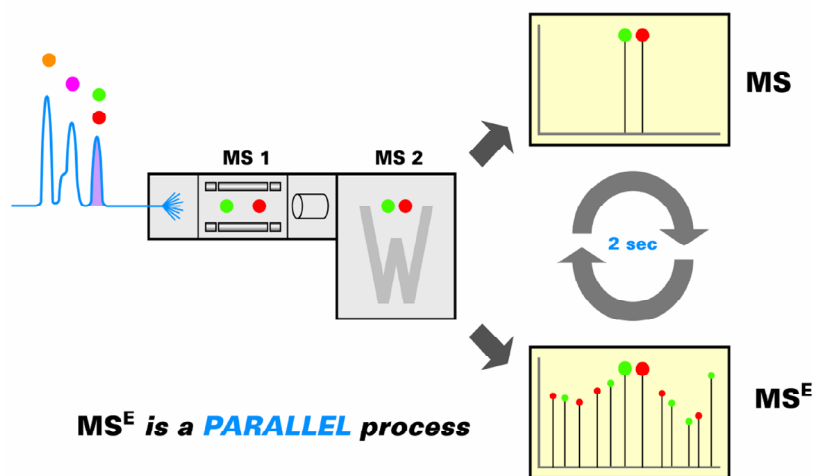 MS
MS 1
MS 2
W
2 sec
MSᴱ
MSᴱ is a PARALLEL process